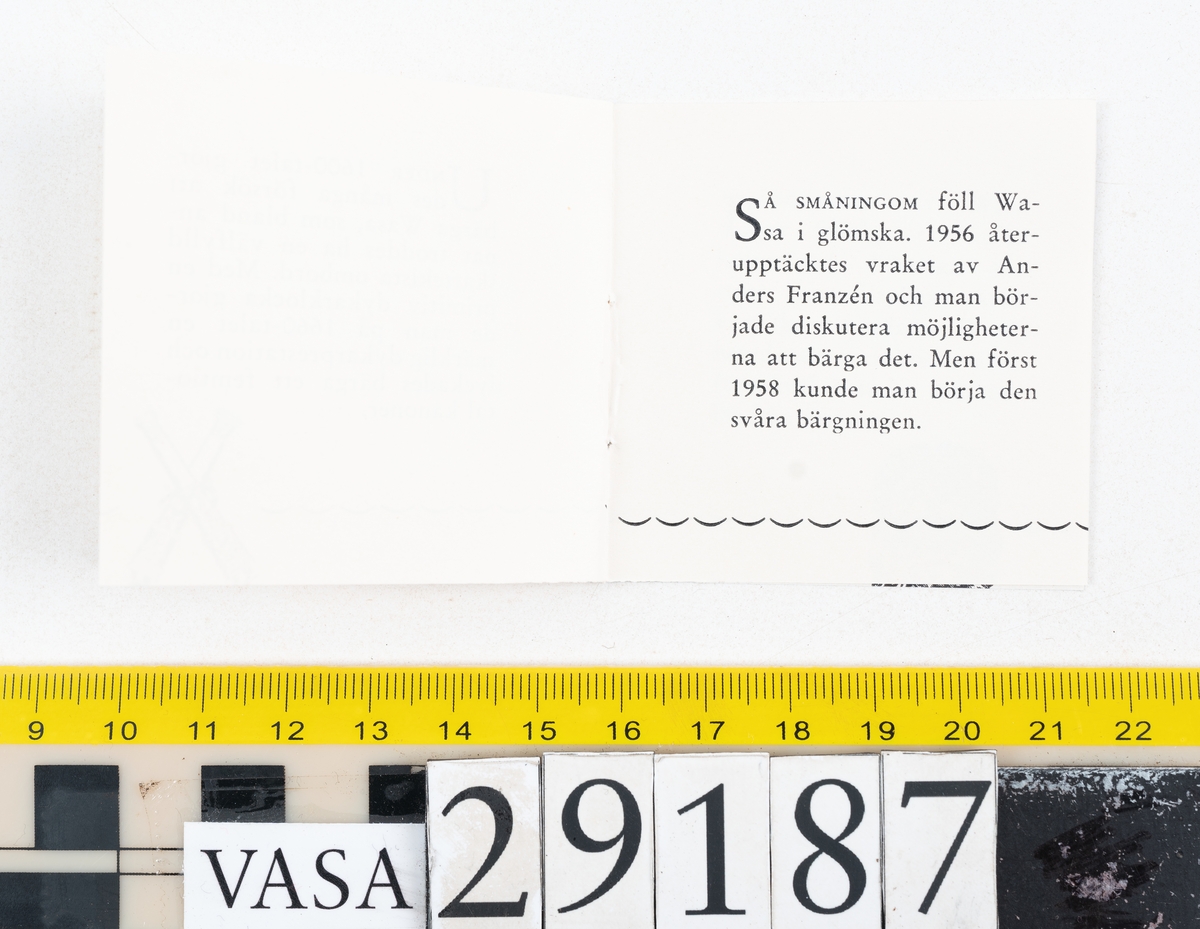 SÅ SMÅNINGOM föll Wa-
sa i glömska. 1956 åter-
upptäcktes vraket av An-
ders Franzén och man bör-
jade diskutera möjligheter-
na att bärga det. Men först
1958 kunde man börja den
svåra bärgningen.
9 10 11 12 13 14 15 16 17 18 19 20 21 22
VASA 29187